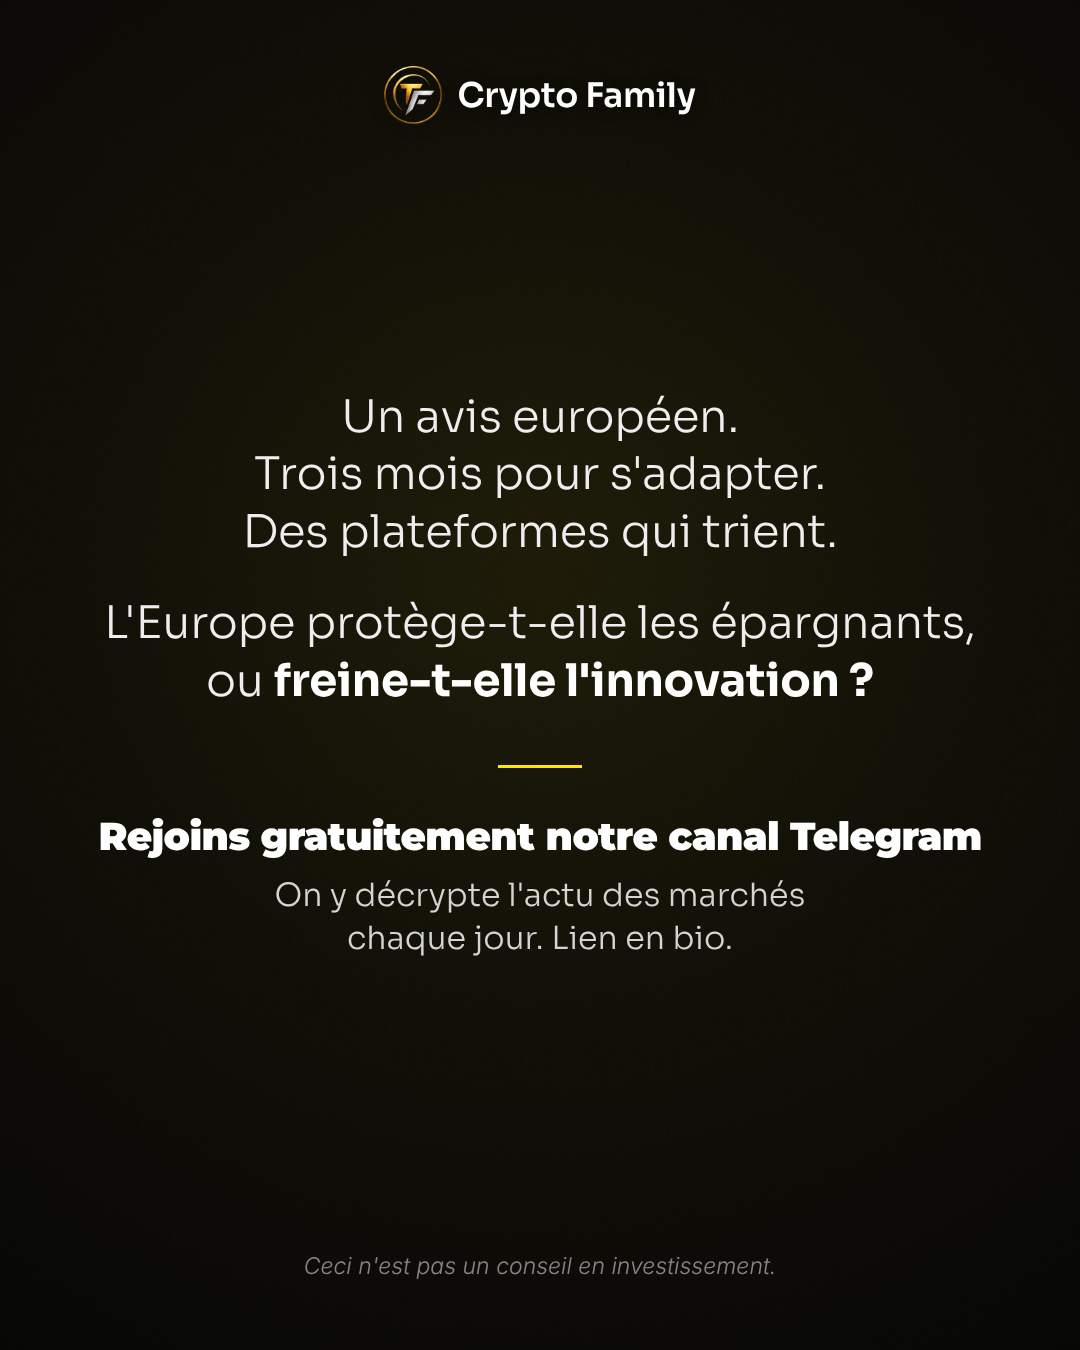 TF Crypto Family
Un avis européen.
Trois mois pour s'adapter.
Des plateformes qui trient.
L'Europe protège-t-elle les épargnants,
ou freine-t-elle l'innovation ?
Rejoins gratuitement notre canal Telegram
On y décrypte l'actu des marchés
chaque jour. Lien en bio.
Ceci n'est pas un conseil en investissement.